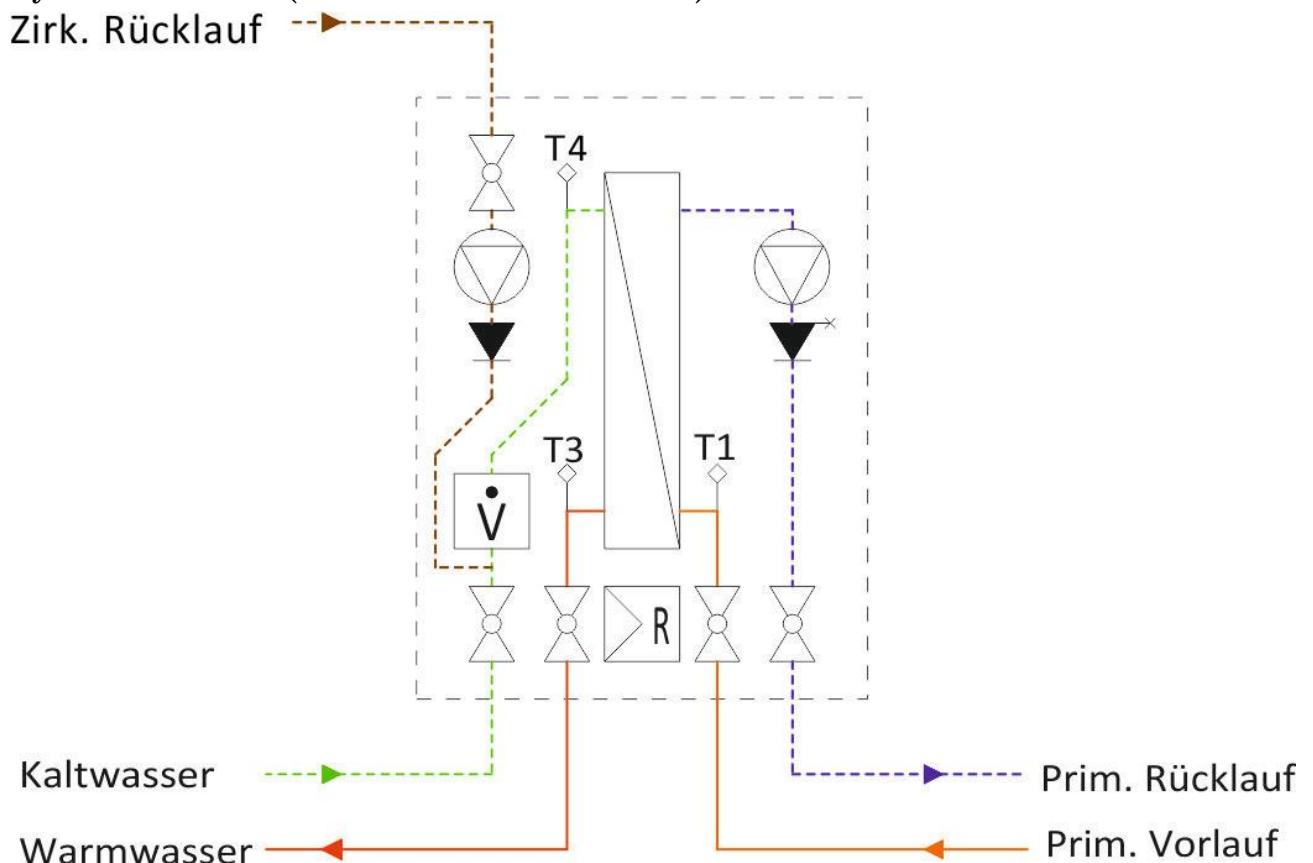 Zirk. Rücklauf
T4
T3
T1
V̇
R
Kaltwasser
Prim. Rücklauf
Warmwasser
Prim. Vorlauf